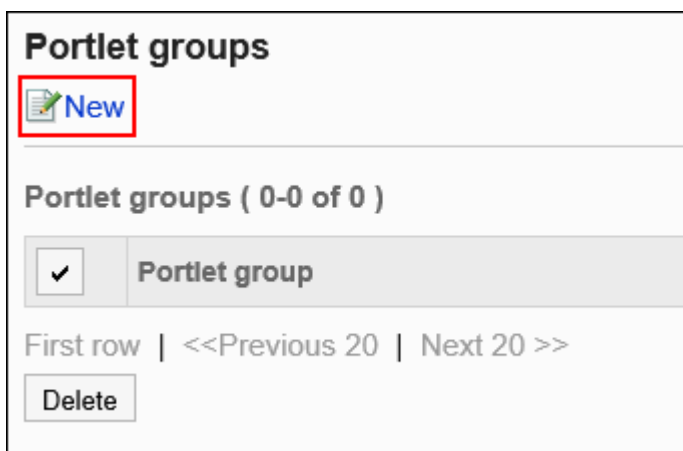 Portlet groups
New
Portlet groups ( 0-0 of 0 )
Portlet group
First row | <<Previous 20 | Next 20 >>
Delete